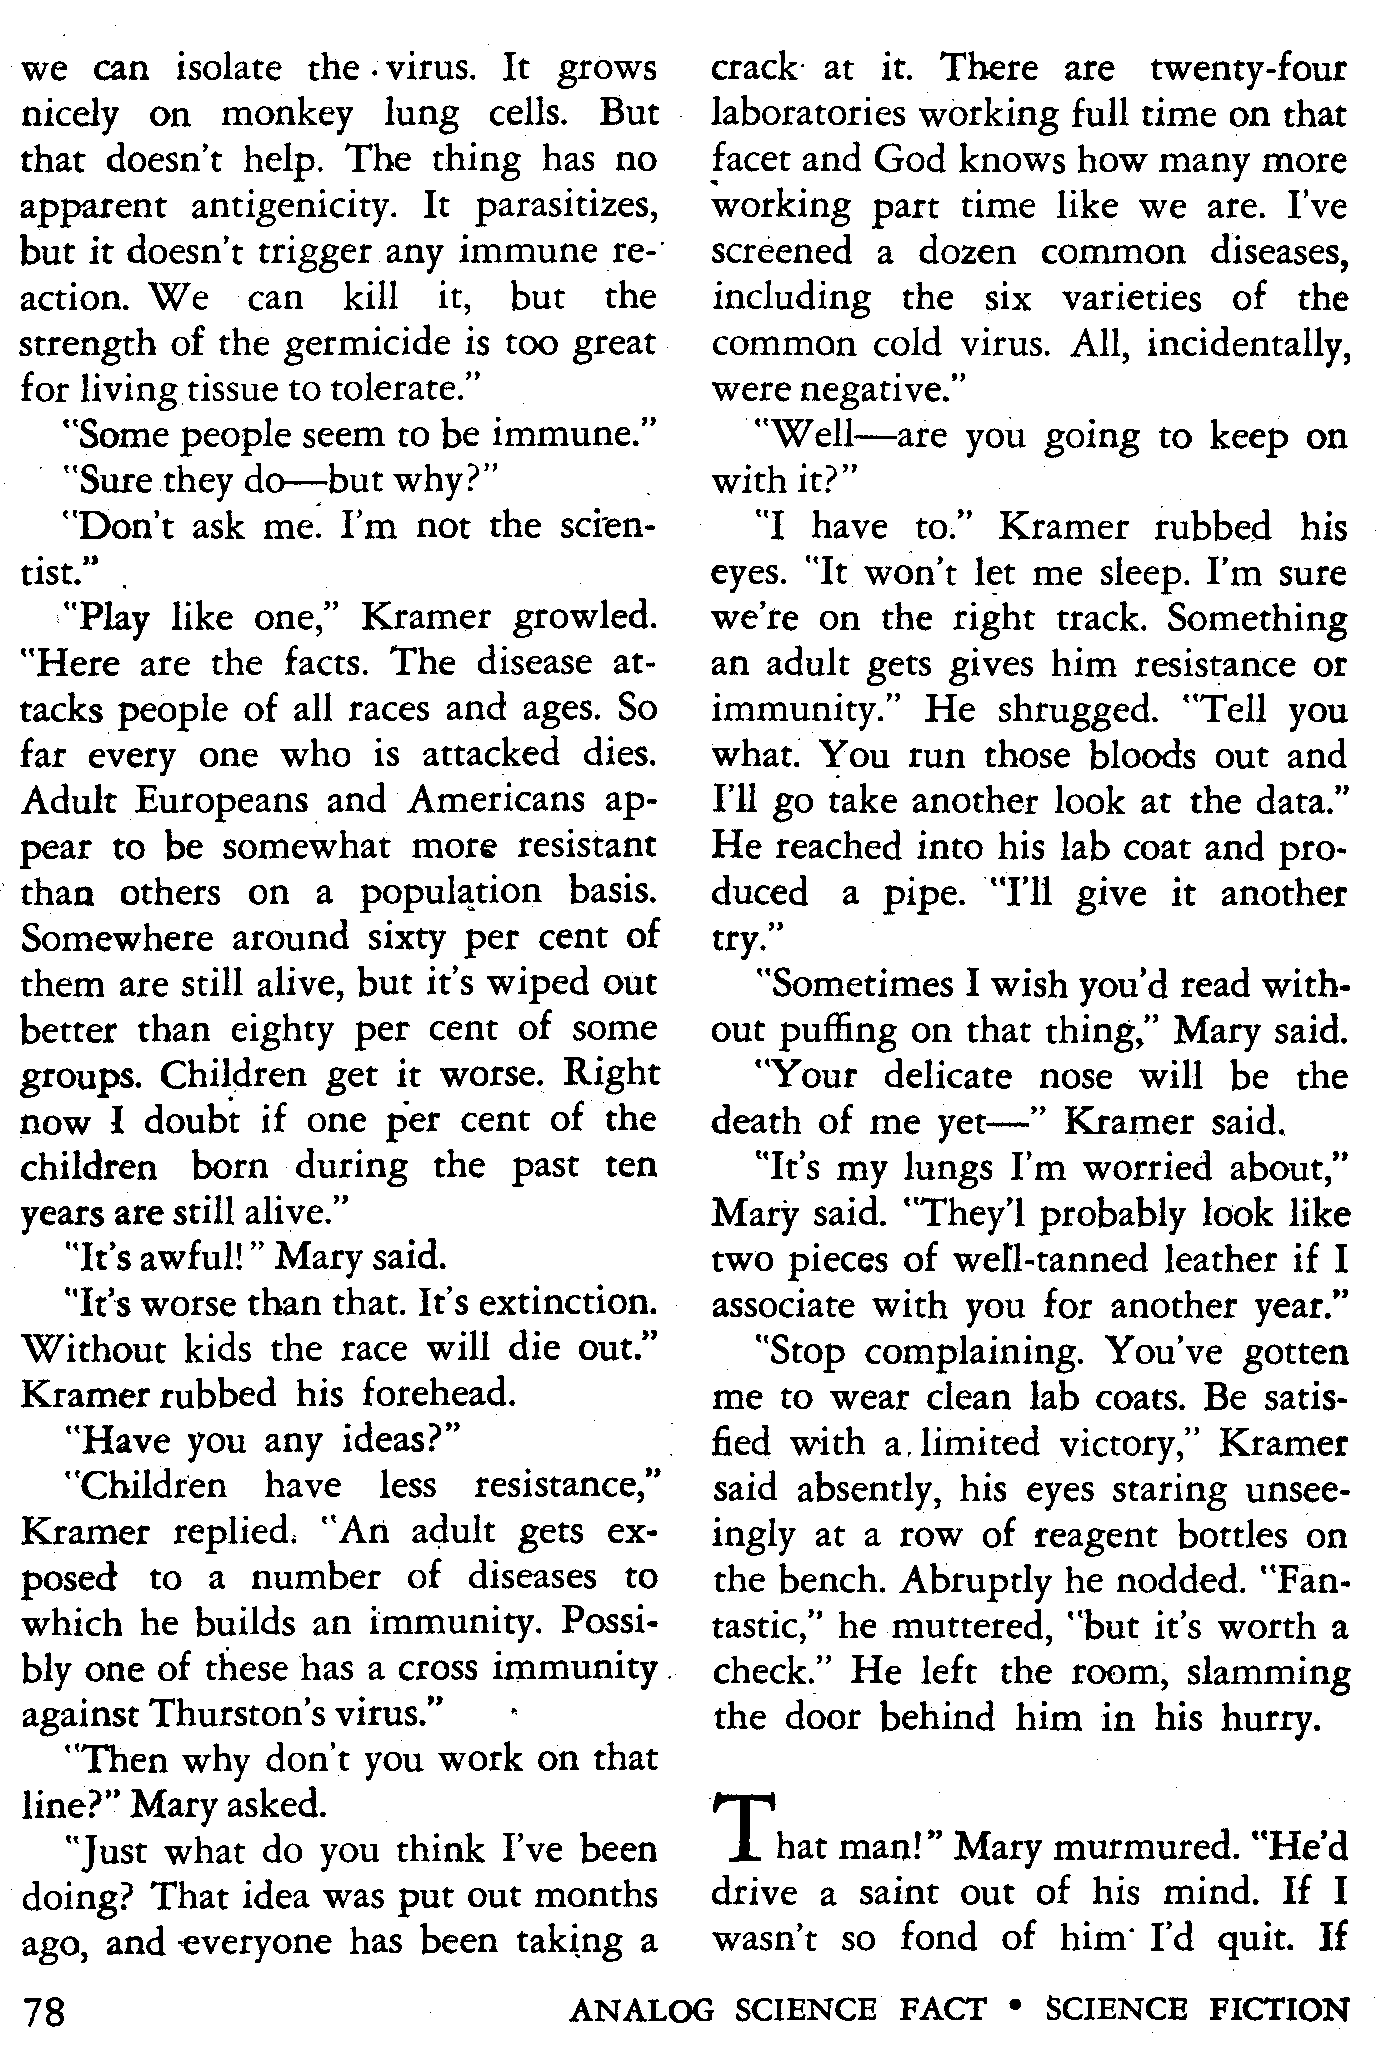 we can isolate the virus. It grows
nicely on monkey lung cells. But
that doesn't help. The thing has no
apparent antigenicity. It parasitizes,
but it doesn't trigger any immune re-
action. We can kill it, but the
strength of the germicide is too great
for living tissue to tolerate."
"Some people seem to be immune."
"Sure they do—but why?"
"Don't ask me. I'm not the scien-
tist."
"Play like one," Kramer growled.
"Here are the facts. The disease at-
tacks people of all races and ages. So
far every one who is attacked dies.
Adult Europeans and Americans ap-
pear to be somewhat more resistant
than others on a population basis.
Somewhere around sixty per cent of
them are still alive, but it's wiped out
better than eighty per cent of some
groups. Children get it worse. Right
now I doubt if one per cent of the
children born during the past ten
years are still alive."
"It's awful!" Mary said.
"It's worse than that. It's extinction.
Without kids the race will die out."
Kramer rubbed his forehead.
"Have you any ideas?"
"Children have less resistance,"
Kramer replied. "An adult gets ex-
posed to a number of diseases to
which he builds an immunity. Possi-
bly one of these has a cross immunity
against Thurston's virus."
"Then why don't you work on that
line?" Mary asked.
"Just what do you think I've been
doing? That idea was put out months
ago, and everyone has been taking a
crack at it. There are twenty-four
laboratories working full time on that
facet and God knows how many more
working part time like we are. I've
screened a dozen common diseases,
including the six varieties of the
common cold virus. All, incidentally,
were negative."
"Well—are you going to keep on
with it?"
"I have to." Kramer rubbed his
eyes. "It won't let me sleep. I'm sure
we're on the right track. Something
an adult gets gives him resistance or
immunity." He shrugged. "Tell you
what. You run those bloods out and
I'll go take another look at the data."
He reached into his lab coat and pro-
duced a pipe. "I'll give it another
try."
"Sometimes I wish you'd read with-
out puffing on that thing," Mary said.
"Your delicate nose will be the
death of me yet—" Kramer said.
"It's my lungs I'm worried about,"
Mary said. "They'l probably look like
two pieces of well-tanned leather if I
associate with you for another year."
"Stop complaining. You've gotten
me to wear clean lab coats. Be satis-
fied with a limited victory," Kramer
said absently, his eyes staring unsee-
ingly at a row of reagent bottles on
the bench. Abruptly he nodded. "Fan-
tastic," he muttered, "but it's worth a
check." He left the room, slamming
the door behind him in his hurry.
That man!" Mary murmured. "He'd
drive a saint out of his mind. If I
wasn't so fond of him I'd quit. If
78 ANALOG SCIENCE FACT • SCIENCE FICTION